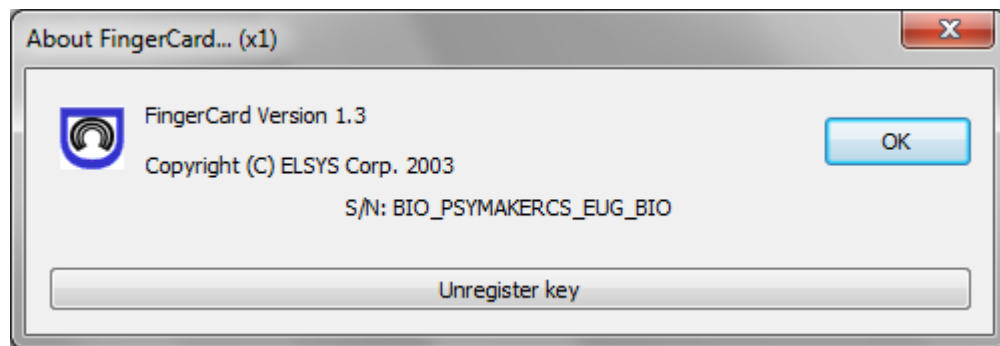 About FingerCard... (x1)
FingerCard Version 1.3
OK
Copyright (C) ELSYS Corp. 2003
S/N: BIO_PSYMAKERCS_EUG_BIO
Unregister key